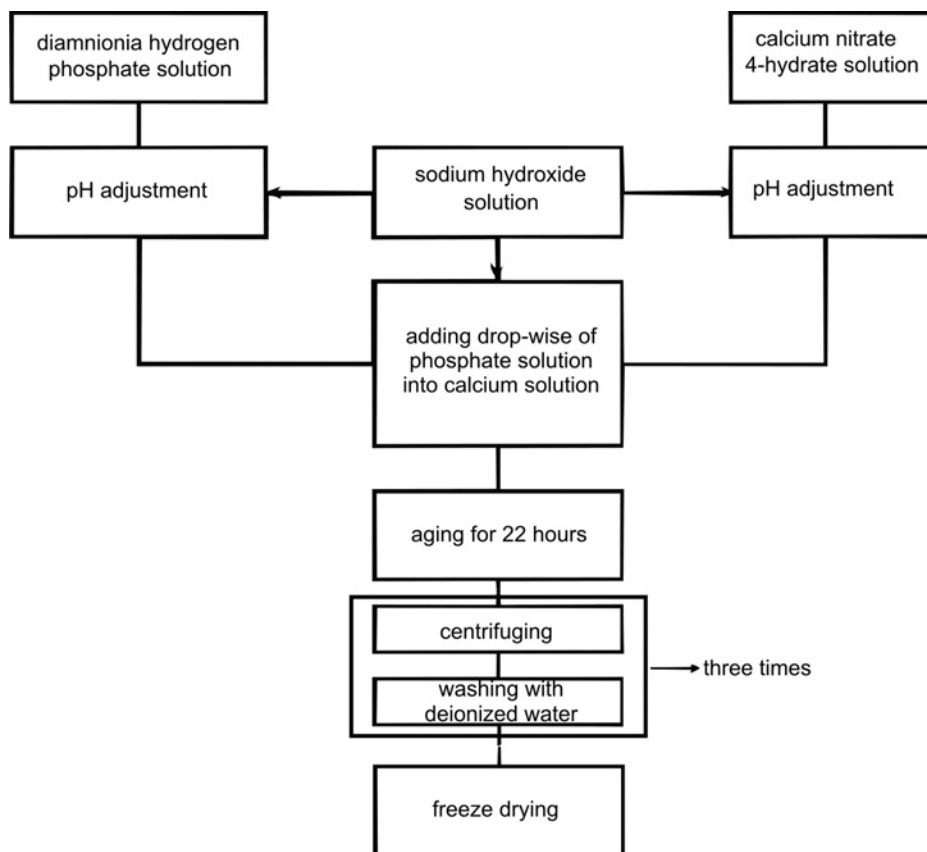 diamnionia hydrogen
phosphate solution
calcium nitrate
4-hydrate solution
pH adjustment
sodium hydroxide
solution
pH adjustment
adding drop-wise of
phosphate solution
into calcium solution
aging for 22 hours
centrifuging
three times
washing with
deionized water
freeze drying